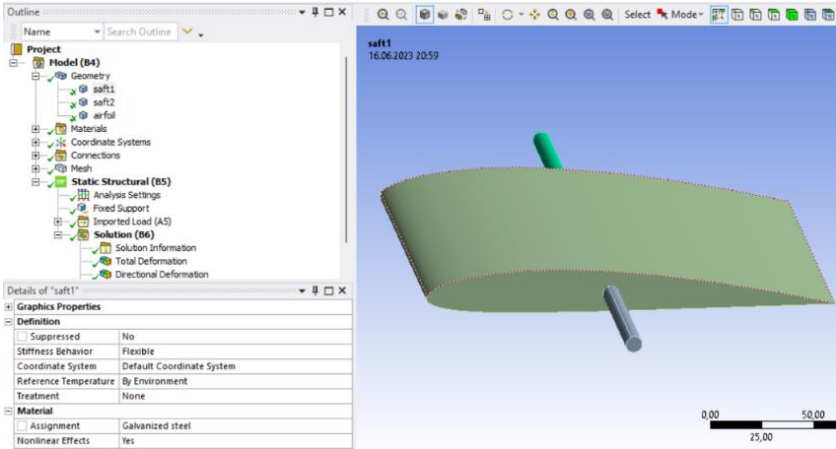 Outline
Name Search Outline
Project
Model (B4)
Geometry
saft1
saft2
airfoil
Materials
Coordinate Systems
Connections
Mesh
Static Structural (B5)
Analysis Settings
Fixed Support
Imported Load (A5)
Solution (B6)
Solution Information
Total Deformation
Directional Deformation
Details of "saft1"
Graphics Properties
Definition
Suppressed No
Stiffness Behavior Flexible
Coordinate System Default Coordinate System
Reference Temperature By Environment
Treatment None
Material
Assignment Galvanized steel
Nonlinear Effects Yes
Select Mode
saft1
16.06.2023 20:59
0,00 50,00
25,00